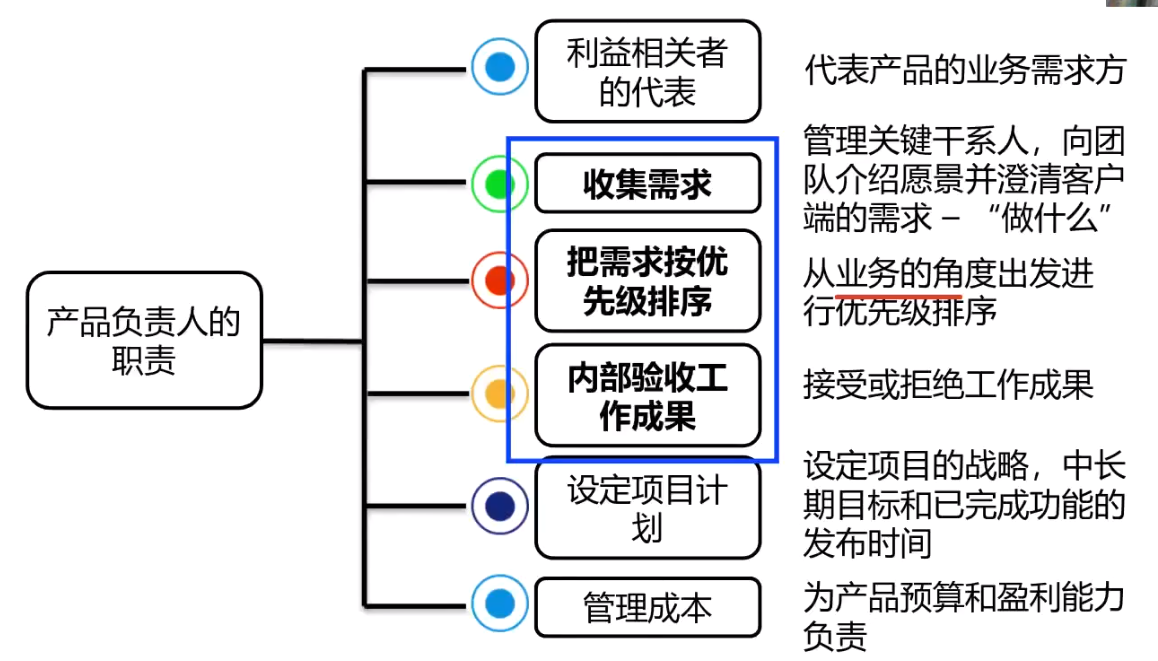 产品负责人的
职责
利益相关者
的代表
代表产品的业务需求方
收集需求
管理关键干系人，向团
队介绍愿景并澄清客户
端的需求 – “做什么”
把需求按优
先级排序
从业务的角度出发进
行优先级排序
内部验收工
作成果
接受或拒绝工作成果
设定项目计
划
设定项目的战略，中长
期目标和已完成功能的
发布时间
管理成本
为产品预算和盈利能力
负责